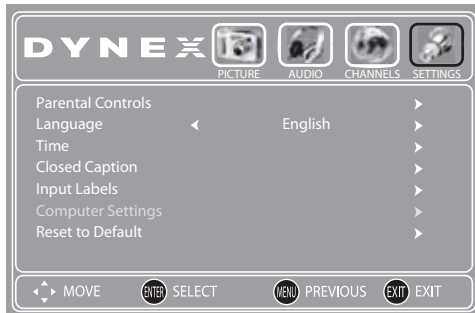 DYNEX
PICTURE AUDIO CHANNELS SETTINGS
Parental Controls
Language English
Time
Closed Caption
Input Labels
Computer Settings
Reset to Default
MOVE ENTER SELECT MENU PREVIOUS EXIT EXIT